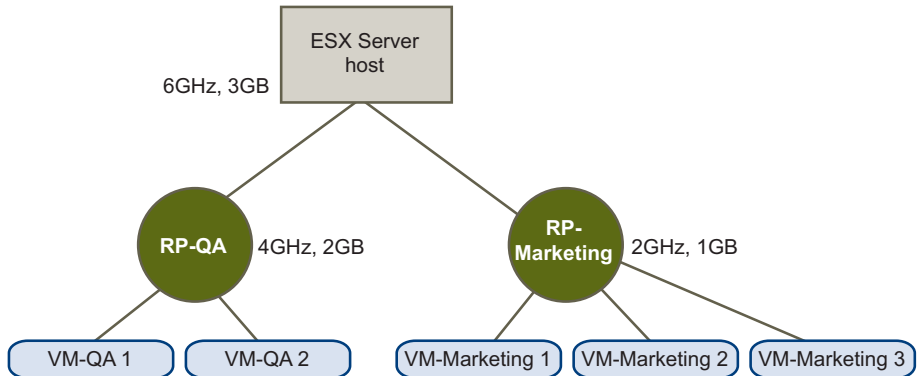 ESX Server
host
6GHz, 3GB
RP-QA
4GHz, 2GB
RP-
Marketing
2GHz, 1GB
VM-QA 1
VM-QA 2
VM-Marketing 1
VM-Marketing 2
VM-Marketing 3